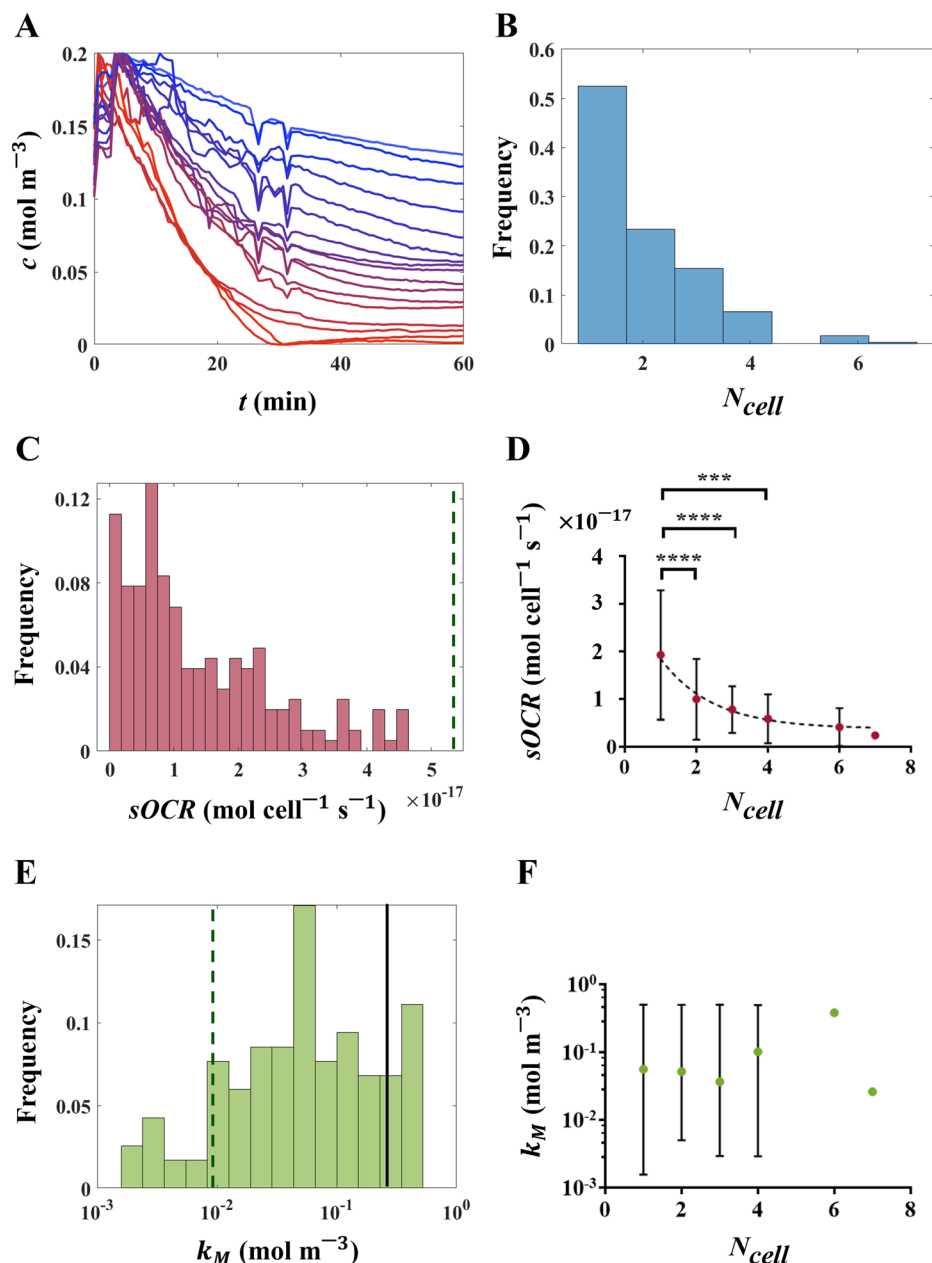 A
0.2
0.15
0.1
0.05
0
c (mol m⁻³)
0 20 40 60
t (min)
B
0.6
0.5
0.4
0.3
0.2
0.1
0
Frequency
2 4 6
N_cell
C
0.12
0.08
0.04
0
Frequency
0 1 2 3 4 5
×10⁻¹⁷
sOCR (mol cell⁻¹ s⁻¹)
D
***
****
****
×10⁻¹⁷
4
3
2
1
0
sOCR (mol cell⁻¹ s⁻¹)
0 2 4 6 8
N_cell
E
0.15
0.1
0.05
0
Frequency
10⁻³ 10⁻² 10⁻¹ 10⁰
k_M (mol m⁻³)
F
10⁰
10⁻¹
10⁻²
10⁻³
k_M (mol m⁻³)
0 2 4 6 8
N_cell